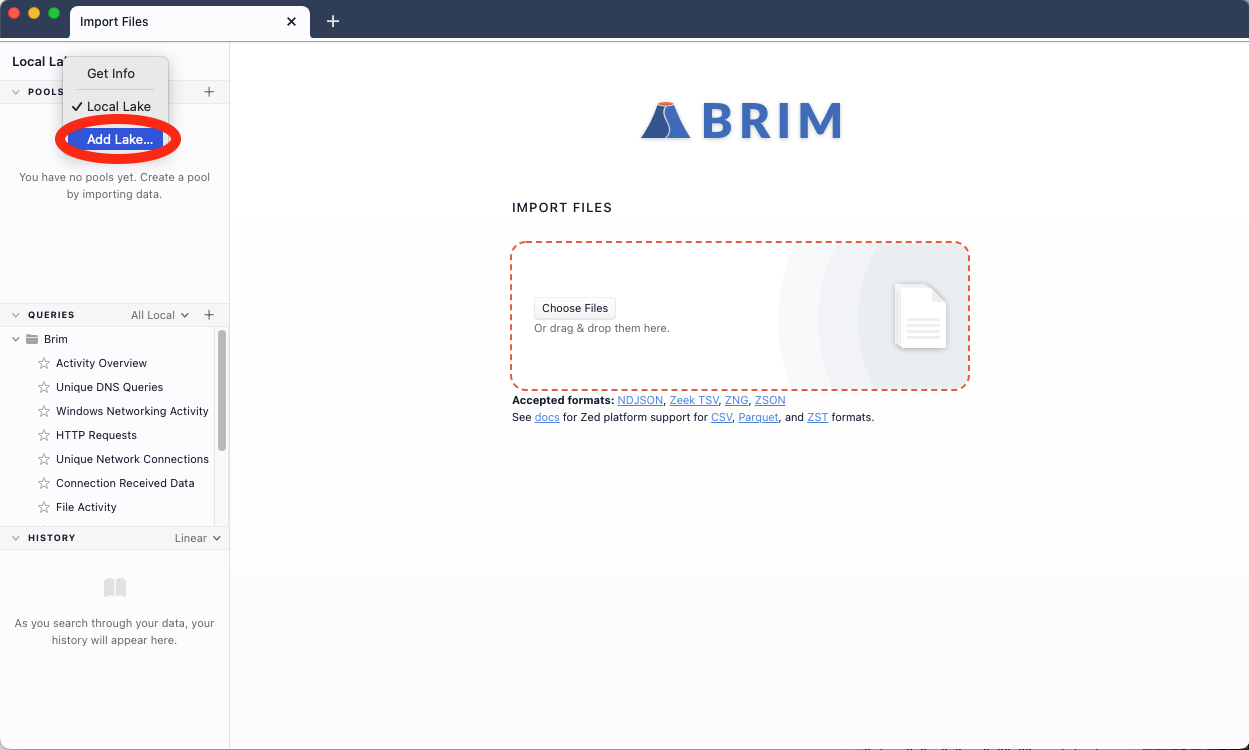 Import Files
Local La
Get Info
Local Lake
Add Lake...
POOLS
You have no pools yet. Create a pool
by importing data.
QUERIES All Local
Brim
Activity Overview
Unique DNS Queries
Windows Networking Activity
HTTP Requests
Unique Network Connections
Connection Received Data
File Activity
HISTORY Linear
As you search through your data, your
history will appear here.
BRIM
IMPORT FILES
Choose Files
Or drag & drop them here.
Accepted formats: NDJSON, Zeek TSV, ZNG, ZSON
See docs for Zed platform support for CSV, Parquet, and ZST formats.